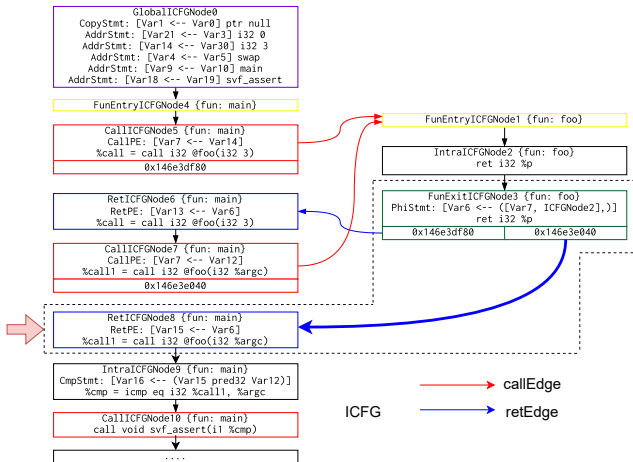 GlobalICFGNode0
CopyStmt: [Var1 <-- Var0] ptr null
AddrStmt: [Var21 <-- Var3] i32 0
AddrStmt: [Var14 <-- Var30] i32 3
AddrStmt: [Var4 <-- Var5] swap
AddrStmt: [Var9 <-- Var10] main
AddrStmt: [Var18 <-- Var19] svf_assert
FunEntryICFGNode4 {fun: main}
CallICFGNode5 {fun: main}
CallPE: [Var7 <-- Var14]
%call = call i32 @foo(i32 3)
0x146e3df80
RetICFGNode6 {fun: main}
RetPE: [Var13 <-- Var6]
%call = call i32 @foo(i32 3)
CallICFGNode7 {fun: main}
CallPE: [Var7 <-- Var12]
%call1 = call i32 @foo(i32 %argc)
0x146e3e040
RetICFGNode8 {fun: main}
RetPE: [Var15 <-- Var6]
%call1 = call i32 @foo(i32 %argc)
IntraICFGNode9 {fun: main}
CmpStmt: [Var16 <-- (Var15 pred32 Var12)]
%cmp = icmp eq i32 %call1, %argc
CallICFGNode10 {fun: main}
call void svf_assert(i1 %cmp)
....
FunEntryICFGNode1 {fun: foo}
IntraICFGNode2 {fun: foo}
ret i32 %p
FunExitICFGNode3 {fun: foo}
PhiStmt: [Var6 <-- ([Var7, ICFGNode2],)]
ret i32 %p
0x146e3df80 0x146e3e040
ICFG
callEdge
retEdge